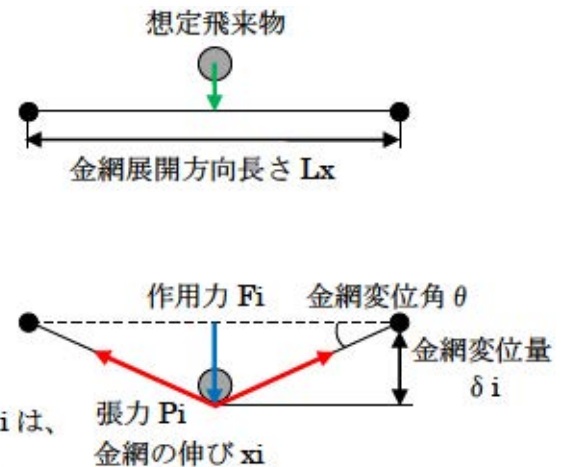 想定飛来物
金網展開方向長さ Lx
作用力 Fi 金網変位角 θ
金網変位量
δ i
i は、 張力 Pi
金網の伸び xi